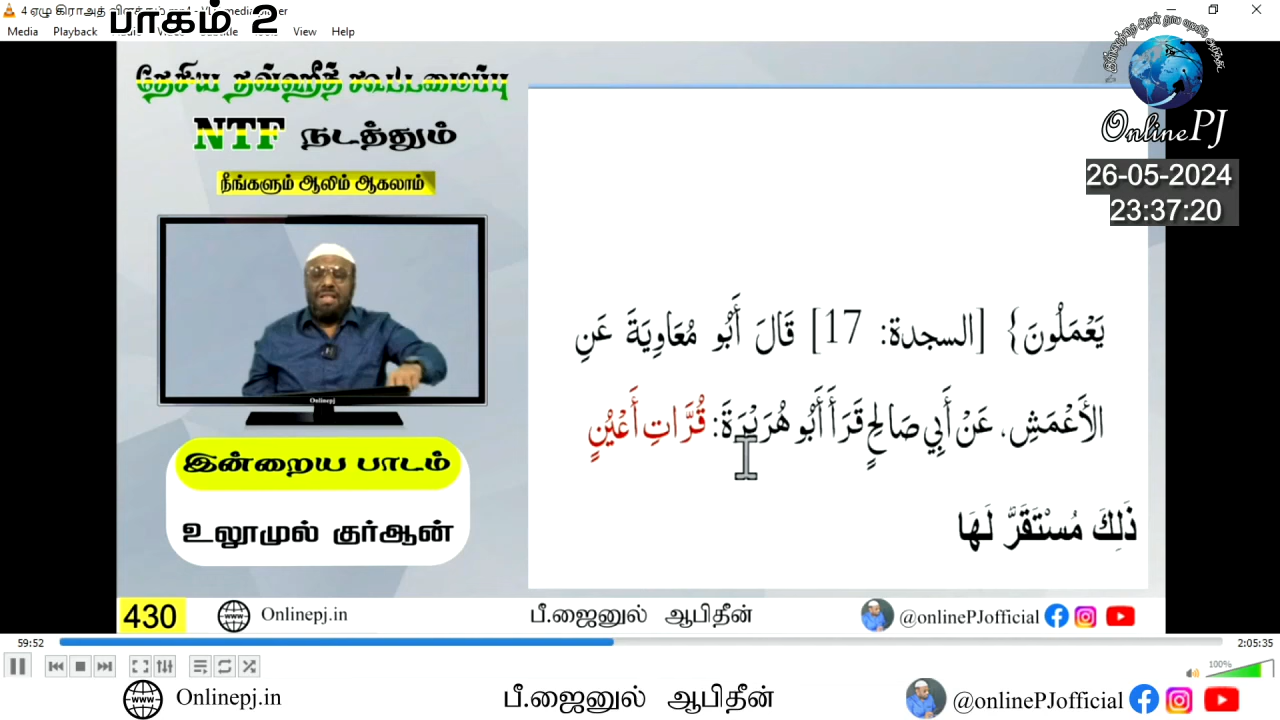 பாகம் 2
Media Playback View Help
தேசிய தவ்ஹீத் கூட்டமைப்பு
NTF நடத்தும்
நீங்களும் ஆலிம் ஆகலாம்
Onlinepj
இன்றைய பாடம்
உலூமுல் குர்ஆன்
OnlinePJ
26-05-2024
23:37:20
يَعْمَلُونَ} [السجدة: 17] قَالَ أَبُو مُعَاوِيَةَ عَنِ
الأَعْمَشِ، عَنْ أَبِي صَالِحٍ قَرَأَ أَبُو هُرَيْرَةَ: قُرَّاتِ أَعْيُنٍ
ذَلِكَ مُسْتَقَرٌّ لَهَا
430
Onlinepj.in
பீ.ஜைனுல் ஆபிதீன்
@onlinePJofficial
59:52
2:05:35
100%
Onlinepj.in
பீ.ஜைனுல் ஆபிதீன்
@onlinePJofficial